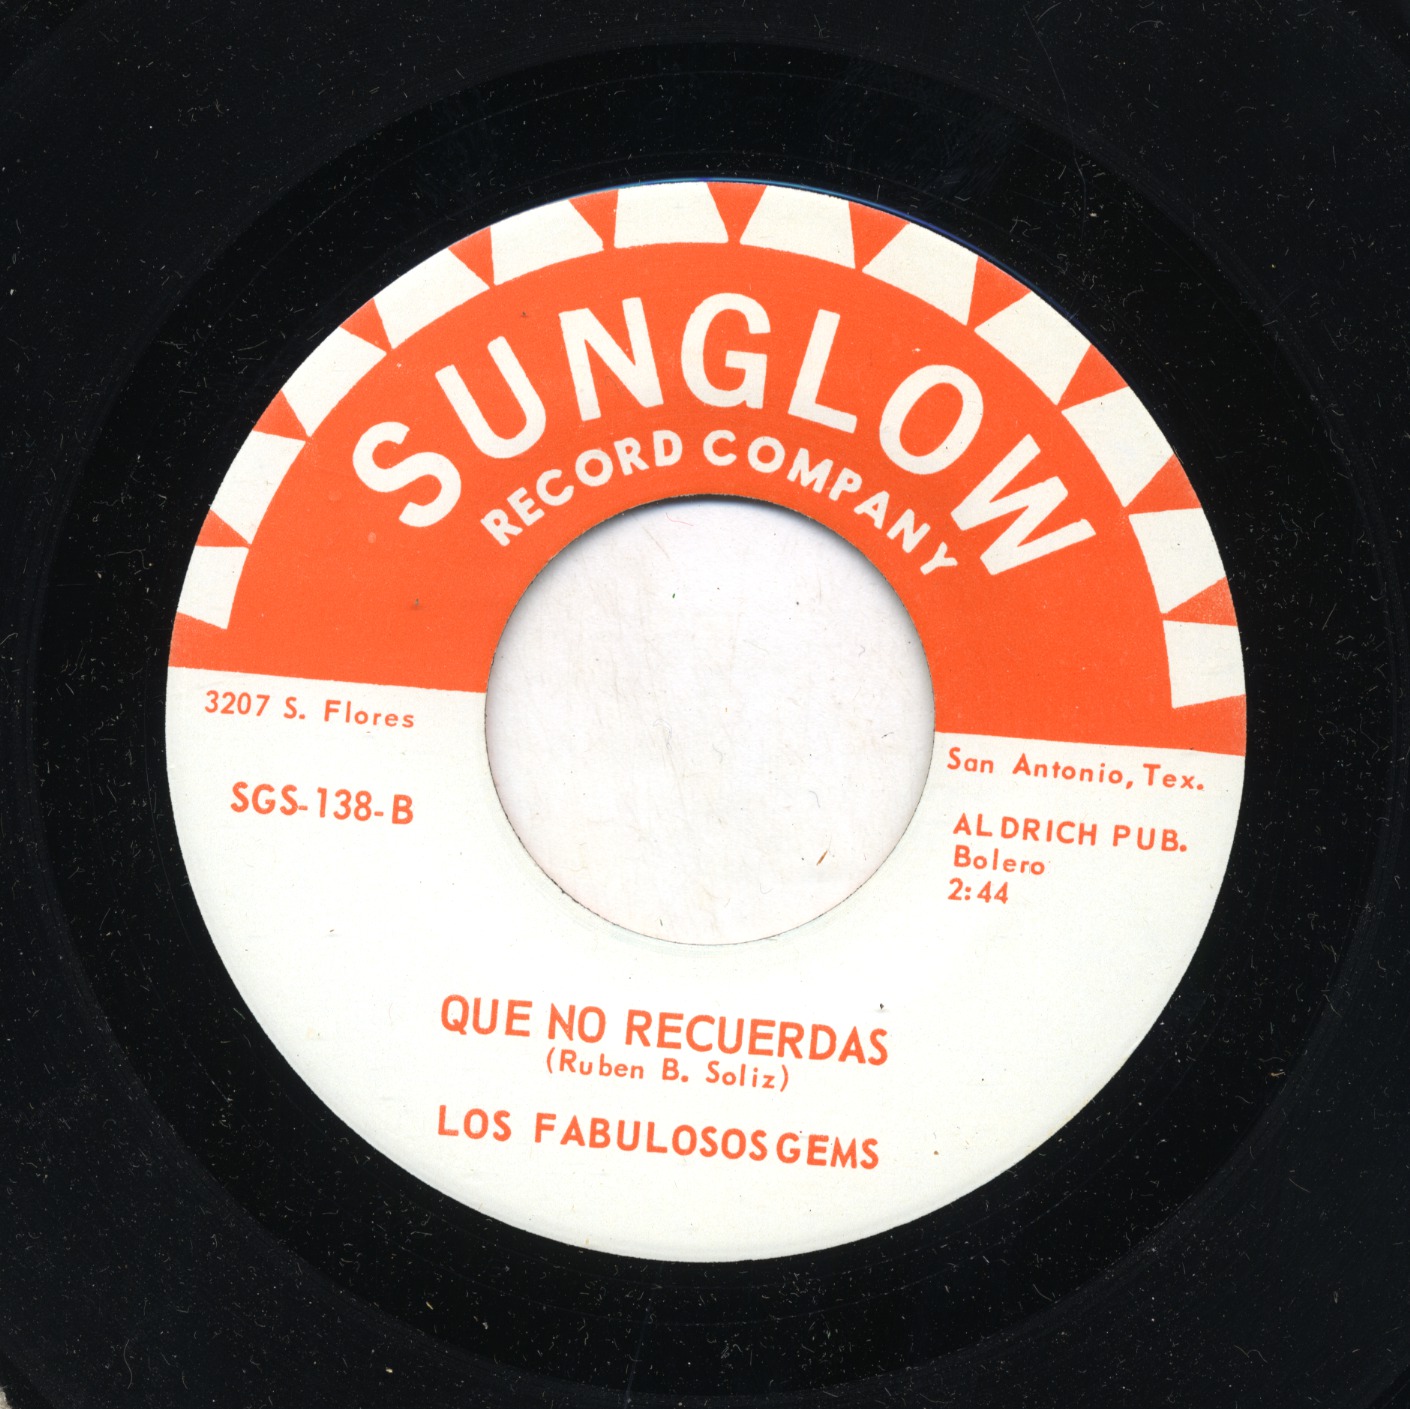 SUNGLOW
RECORD COMPANY
3207 S. Flores
San Antonio, Tex.
SGS-138-B
ALDRICH PUB.
Bolero
2:44
QUE NO RECUERDAS
(Ruben B. Soliz)
LOS FABULOSOS GEMS